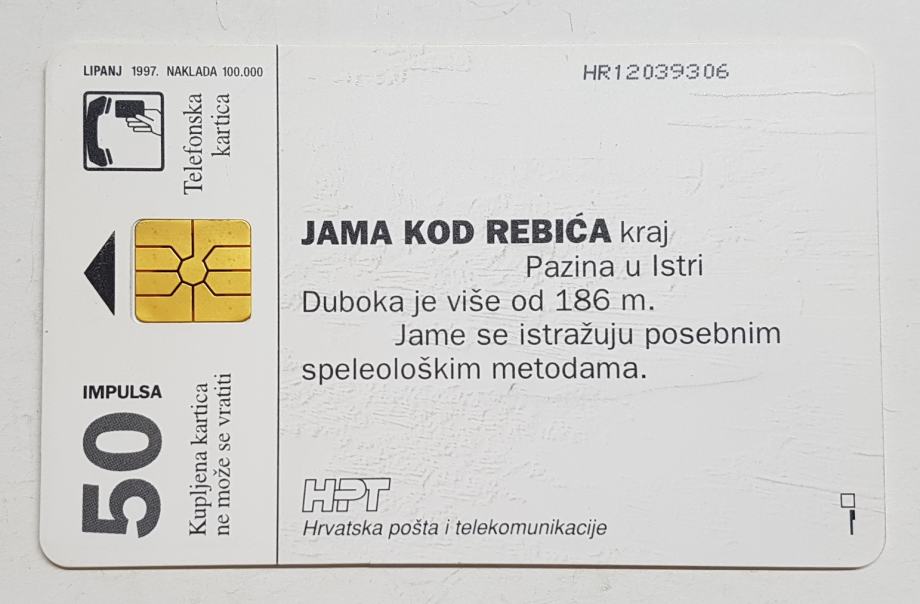 LIPANJ 1997. NAKLADA 100.000
Telefonska
kartica
IMPULSA
50
Kupljena kartica
ne može se vratiti
HR12039306
JAMA KOD REBIĆA kraj
Pazina u Istri
Duboka je više od 186 m.
Jame se istražuju posebnim
speleološkim metodama.
HPT
Hrvatska pošta i telekomunikacije